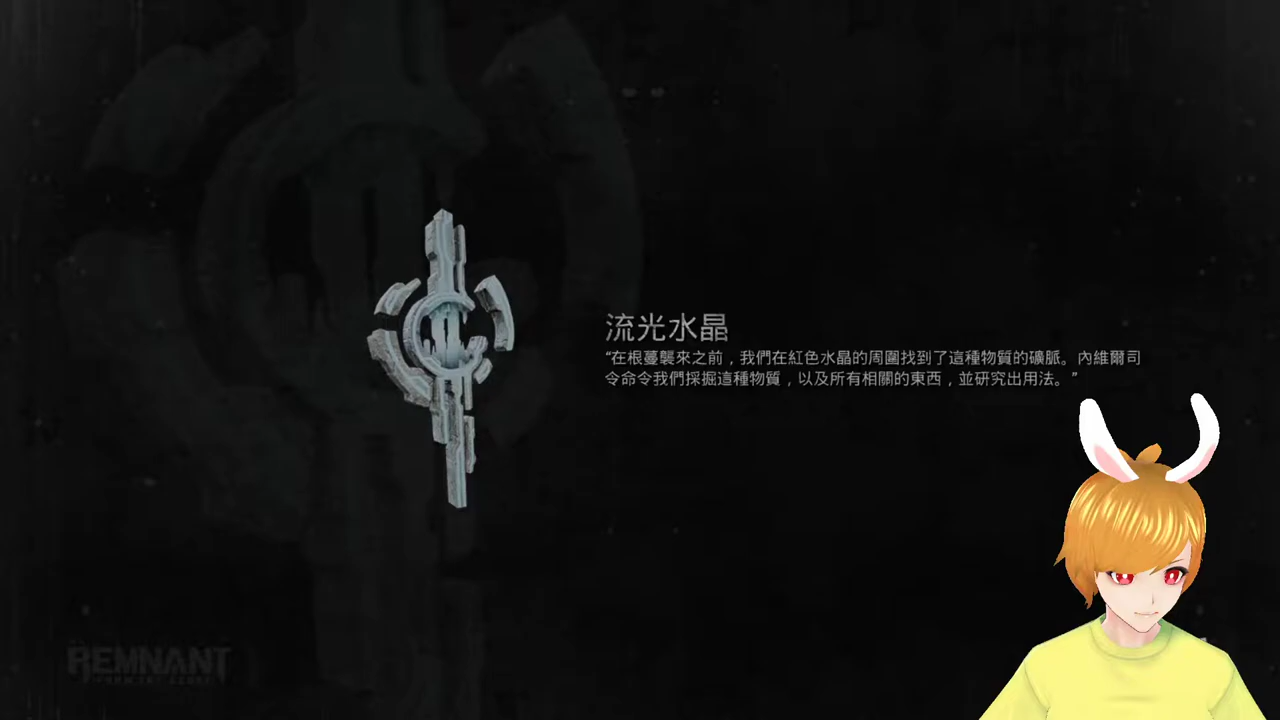 流光水晶
“在根蔓襲來之前，我們在紅色水晶的周圍找到了這種物質的礦脈。內維爾司
令命令我們採掘這種物質，以及所有相關的東西，並研究出用法。”
REMNANT